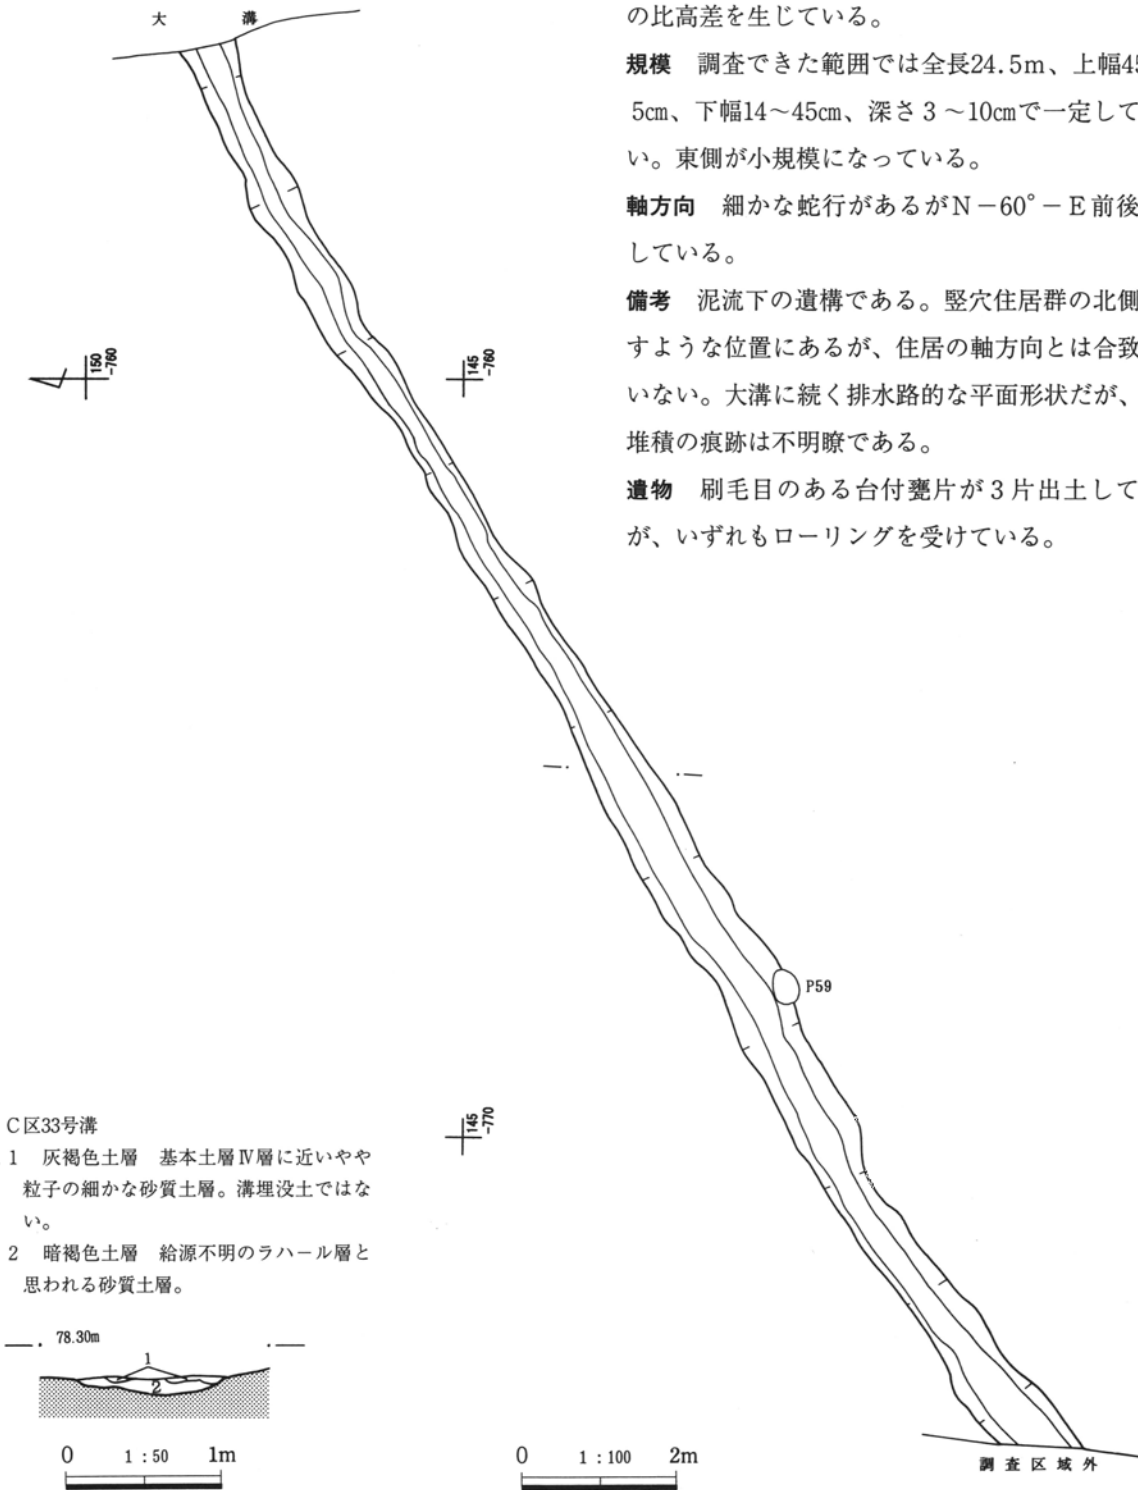 の比高差を生じている。
規模　調査できた範囲では全長24.5m、上幅45
5cm、下幅14～45cm、深さ3～10cmで一定して
い。東側が小規模になっている。
軸方向　細かな蛇行があるがN－60°－E前後
している。
備考　泥流下の遺構である。竪穴住居群の北側
すような位置にあるが、住居の軸方向とは合致
いない。大溝に続く排水路的な平面形状だが、
堆積の痕跡は不明瞭である。
遺物　刷毛目のある台付甕片が3片出土して
が、いずれもローリングを受けている。
大　溝
150
-760
145
-760
P59
145
-770
C区33号溝
1　灰褐色土層　基本土層Ⅳ層に近いやや
粒子の細かな砂質土層。溝埋没土ではな
い。
2　暗褐色土層　給源不明のラハール層と
思われる砂質土層。
78.30m
1
2
0　1：50　1m
0　1：100　2m
調査区域外